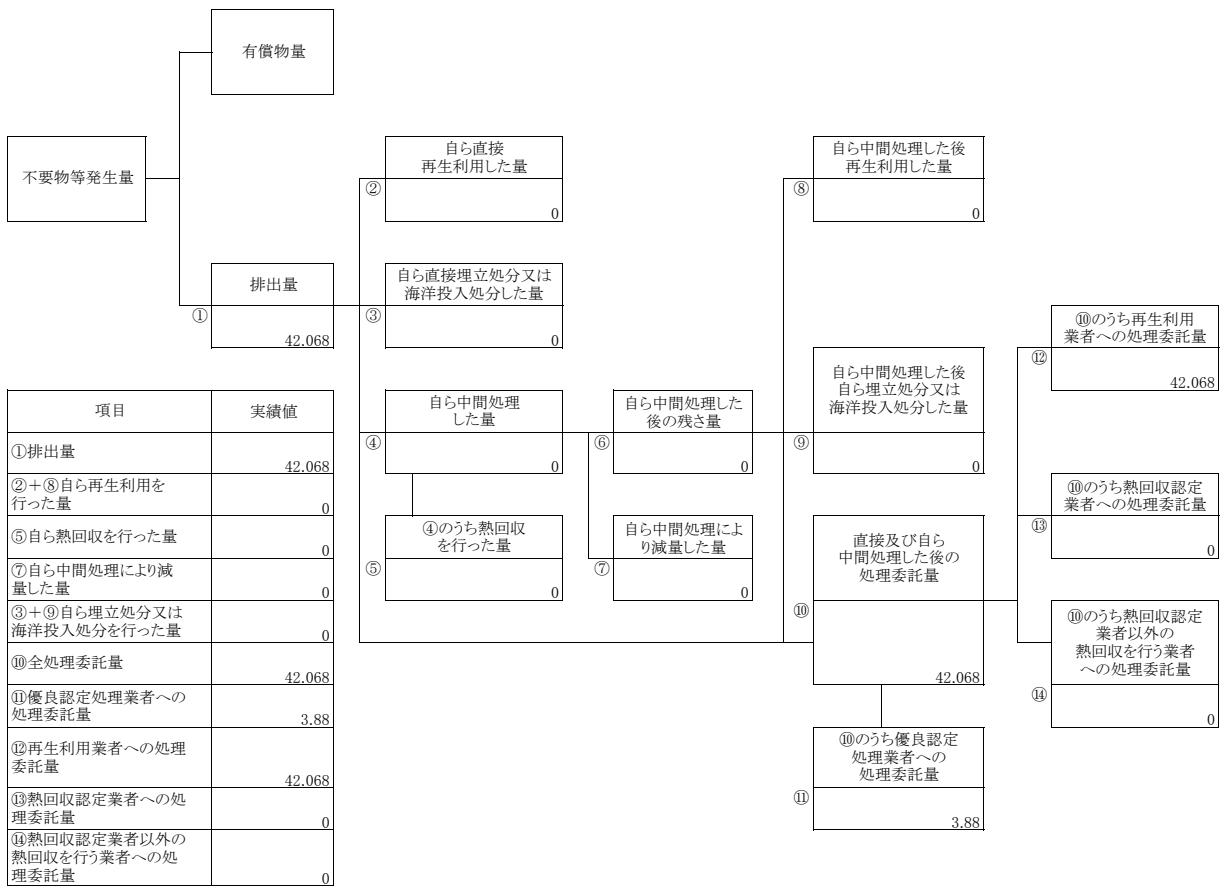 有償物量
不要物等発生量
自ら直接
再生利用した量
②
0
自ら中間処理した後
再生利用した量
⑧
0
排出量
①
42.068
自ら直接埋立処分又は
海洋投入処分した量
③
0
⑩のうち再生利用
業者への処理委託量
⑫
42.068
自ら中間処理
した量
④
0
自ら中間処理した
後の残さ量
⑥
0
自ら中間処理した後
自ら埋立処分又は
海洋投入処分した量
⑨
0
⑩のうち熱回収認定
業者への処理委託量
⑬
0
④のうち熱回収
を行った量
⑤
0
自ら中間処理によ
り減量した量
⑦
0
直接及び自ら
中間処理した後の
処理委託量
⑩
42.068
⑩のうち熱回収認定
業者以外の
熱回収を行う業者
への処理委託量
⑭
0
⑩のうち優良認定
処理業者への
処理委託量
⑪
3.88
項目 実績値
①排出量
42.068
②＋⑧自ら再生利用を
行った量
0
⑤自ら熱回収を行った量
0
⑦自ら中間処理により減
量した量
0
③＋⑨自ら埋立処分又は
海洋投入処分を行った量
0
⑩全処理委託量
42.068
⑪優良認定処理業者への
処理委託量
3.88
⑫再生利用業者への処理
委託量
42.068
⑬熱回収認定業者への処
理委託量
0
⑭熱回収認定業者以外の
熱回収を行う業者への処
理委託量
0